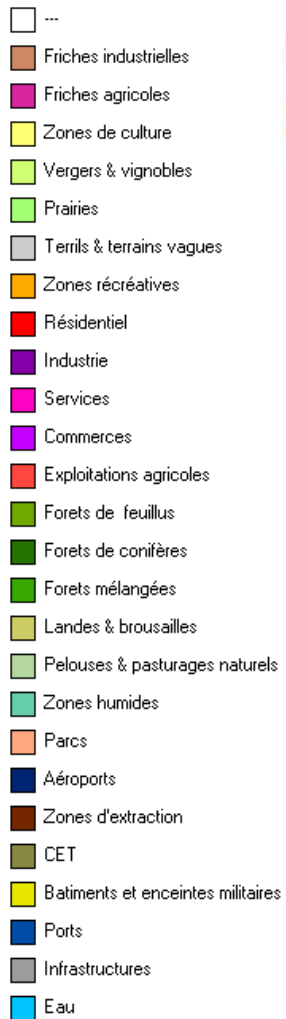 ---
Friches industrielles
Friches agricoles
Zones de culture
Vergers & vignobles
Prairies
Terrils & terrains vagues
Zones récréatives
Résidentiel
Industrie
Services
Commerces
Exploitations agricoles
Forets de feuillus
Forets de conifères
Forets mélangées
Landes & brousailles
Pelouses & pasturages naturels
Zones humides
Parcs
Aéroports
Zones d'extraction
CET
Batiments et enceintes militaires
Ports
Infrastructures
Eau